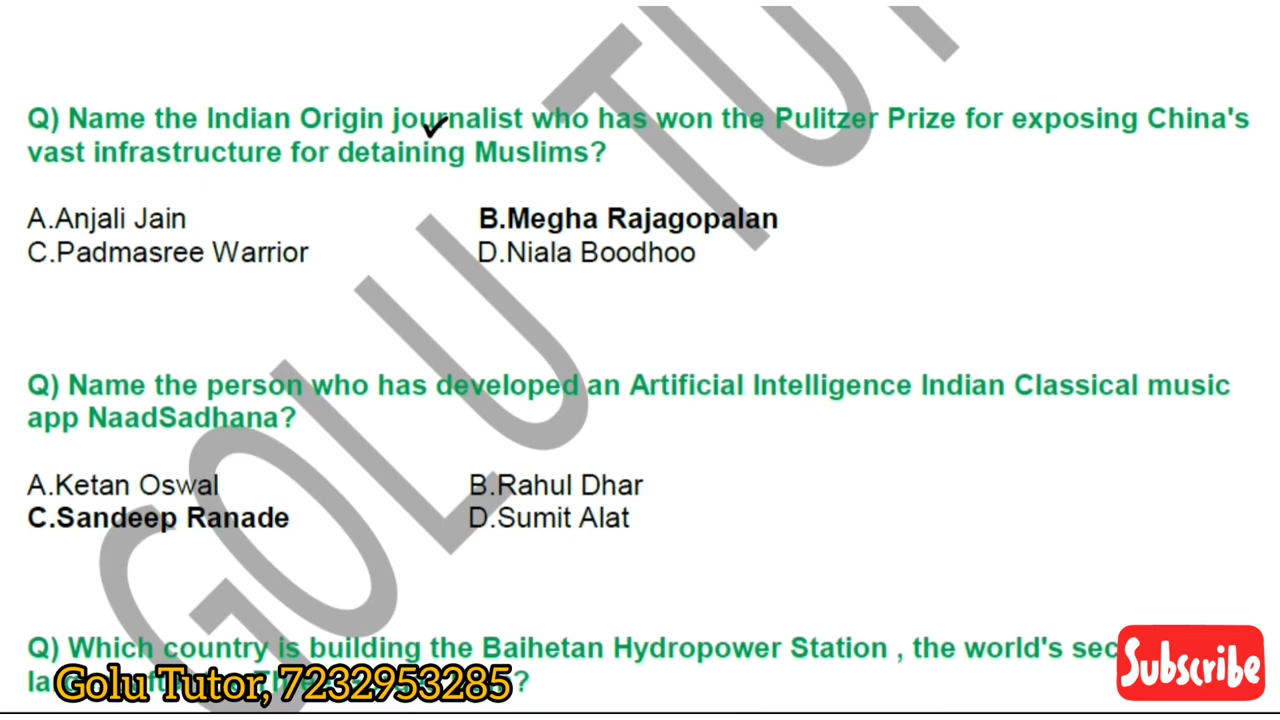 Q) Name the Indian Origin journalist who has won the Pulitzer Prize for exposing China's
vast infrastructure for detaining Muslims?
A.Anjali Jain B.Megha Rajagopalan
C.Padmasree Warrior D.Niala Boodhoo
Q) Name the person who has developed an Artificial Intelligence Indian Classical music
app NaadSadhana?
A.Ketan Oswal B.Rahul Dhar
C.Sandeep Ranade D.Sumit Alat
Q) Which country is building the Baihetan Hydropower Station , the world's
Golu Tutor, 7232953285 ?
Subscribe
GOLU TUT